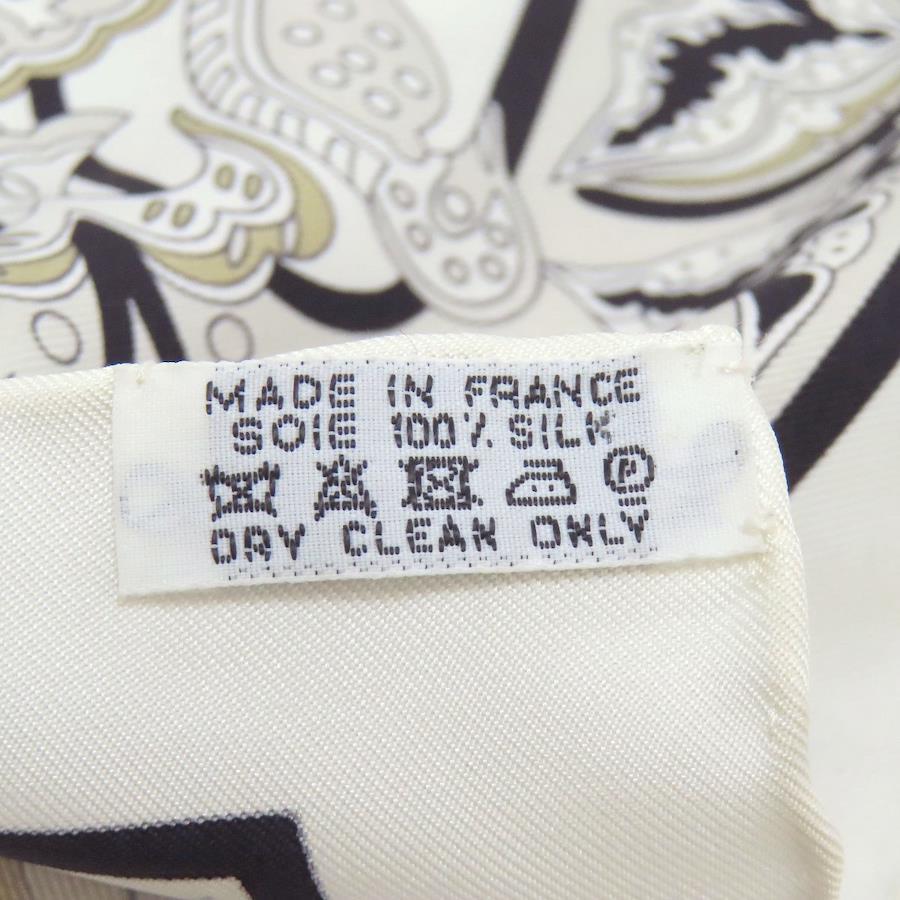 MADE IN FRANCE
SOIE 100% SILK
P
DRY CLEAN ONLY